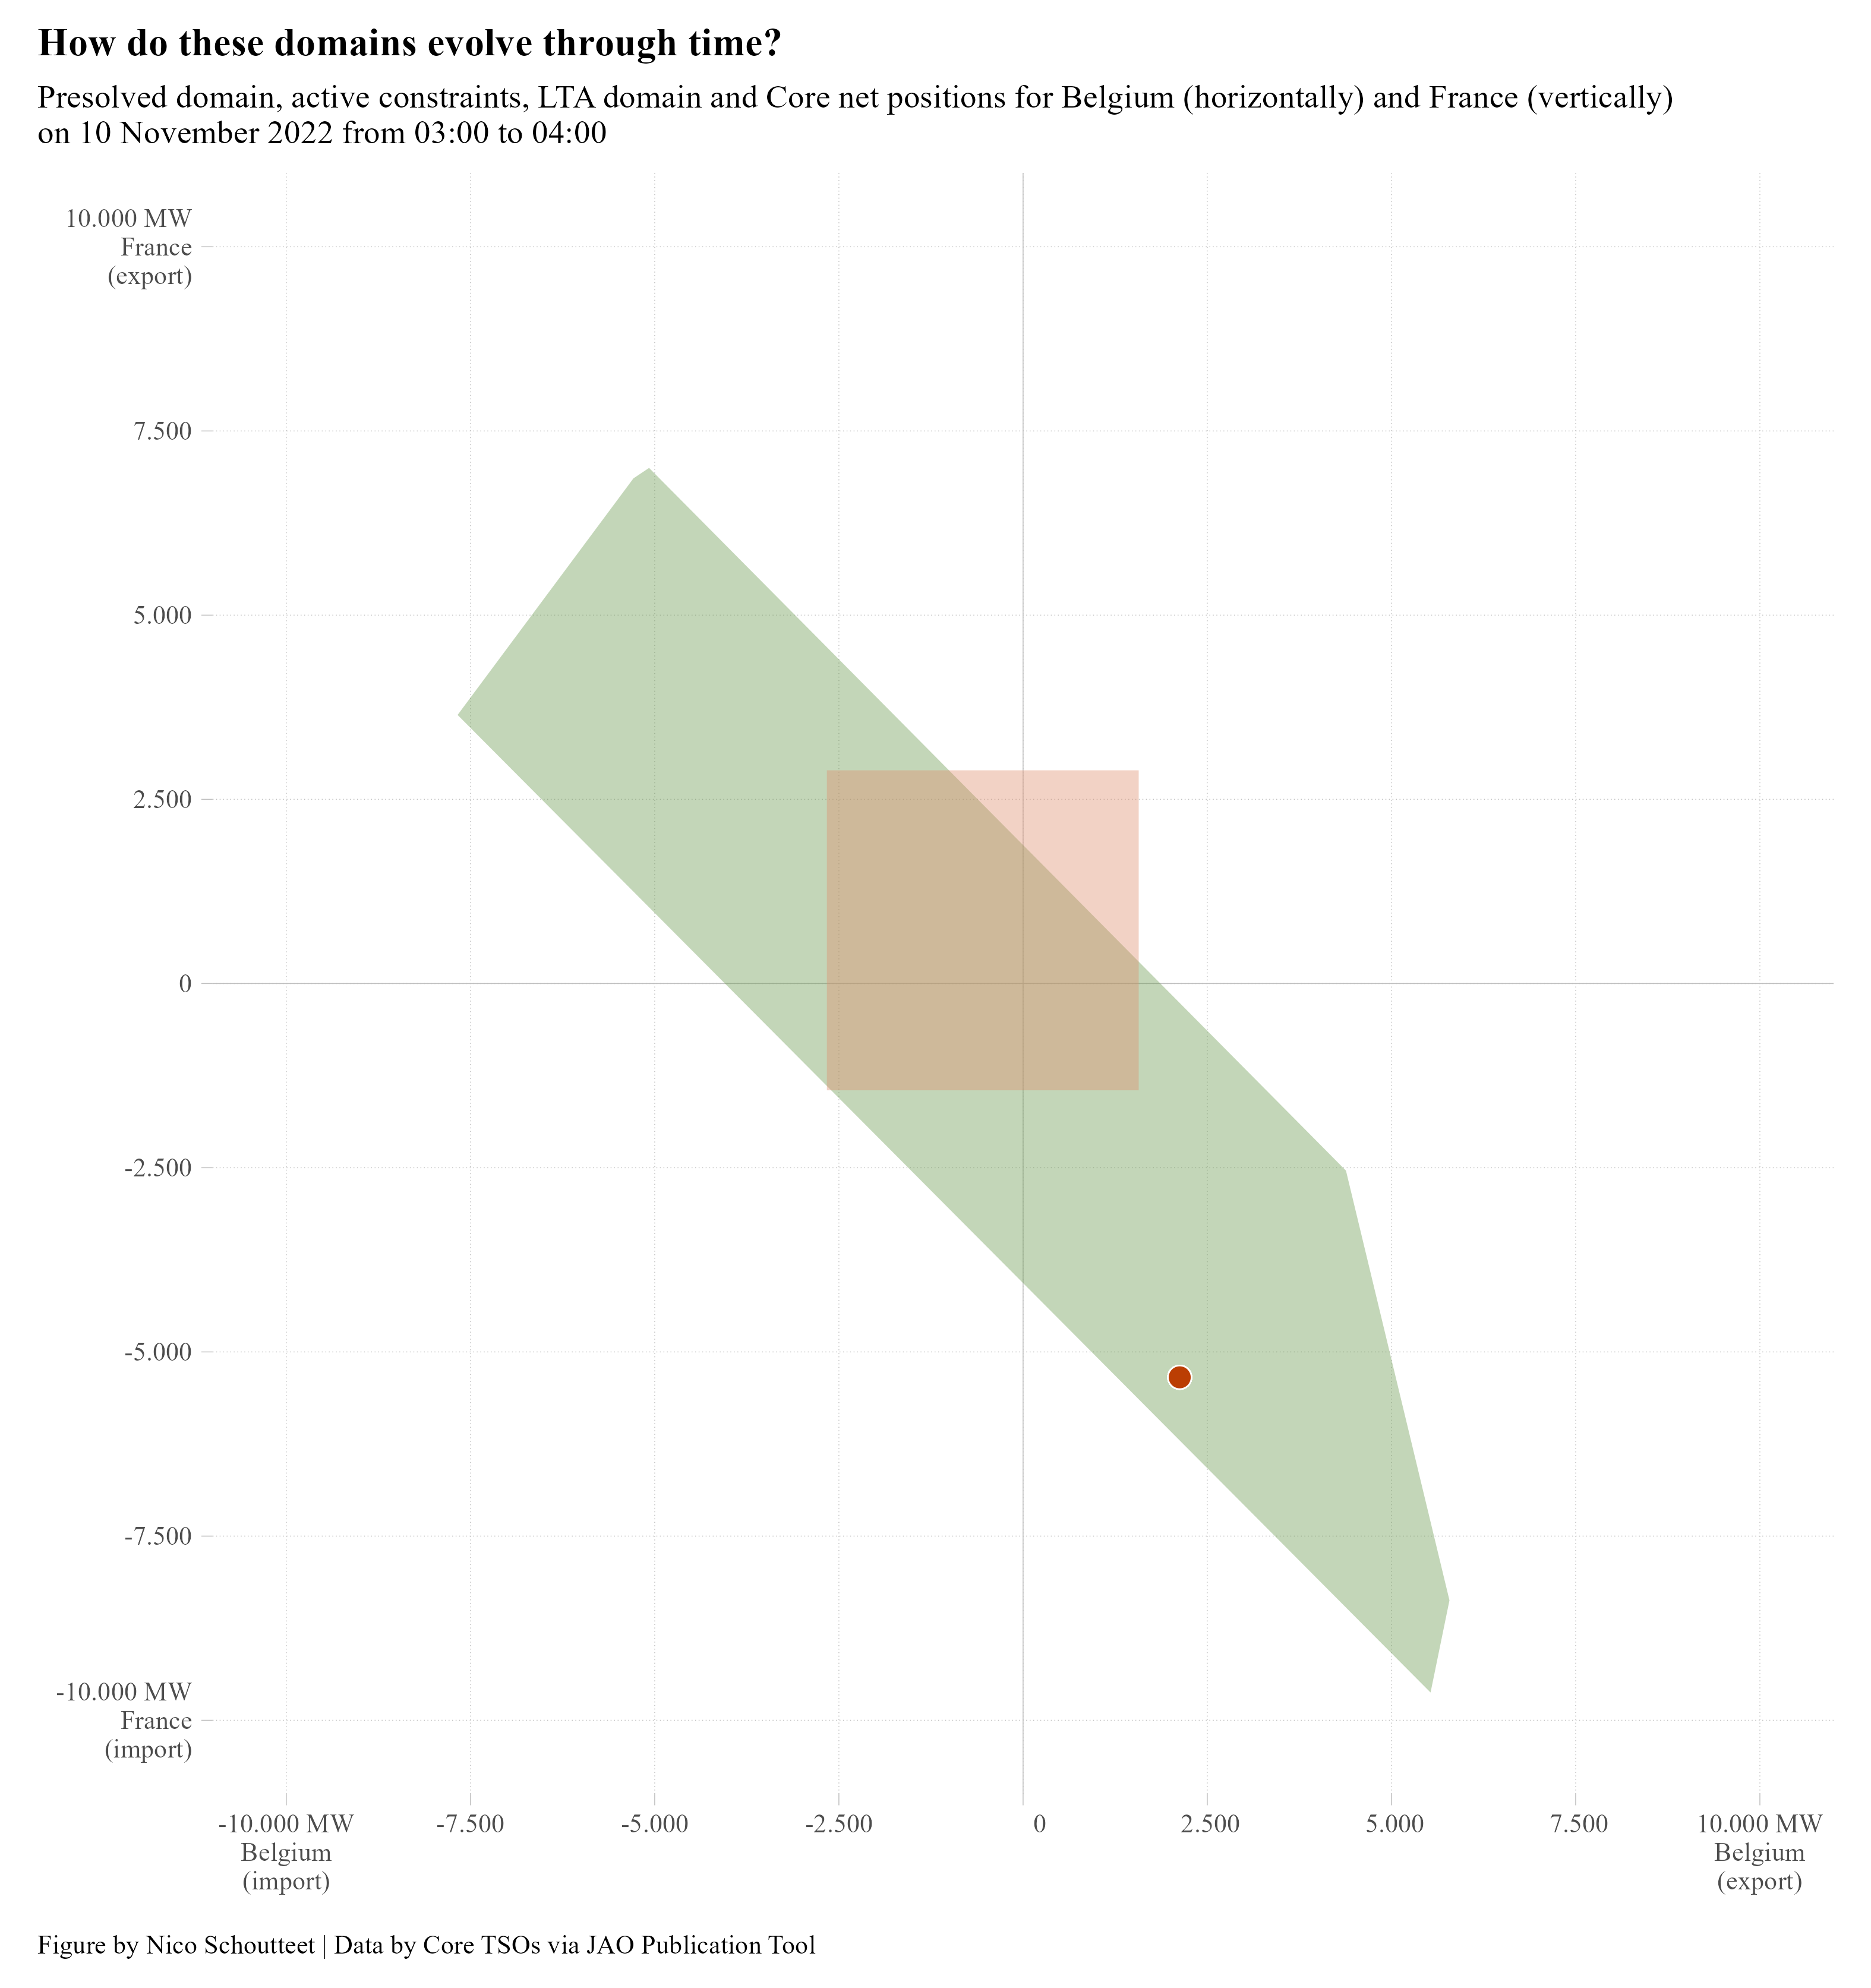 How do these domains evolve through time?
Presolved domain, active constraints, LTA domain and Core net positions for Belgium (horizontally) and France (vertically)
on 10 November 2022 from 03:00 to 04:00
10.000 MW
France
(export)
7.500
5.000
2.500
0
-2.500
-5.000
-7.500
-10.000 MW
France
(import)
-10.000 MW
Belgium
(import)
-7.500
-5.000
-2.500
0
2.500
5.000
7.500
10.000 MW
Belgium
(export)
Figure by Nico Schoutteet | Data by Core TSOs via JAO Publication Tool